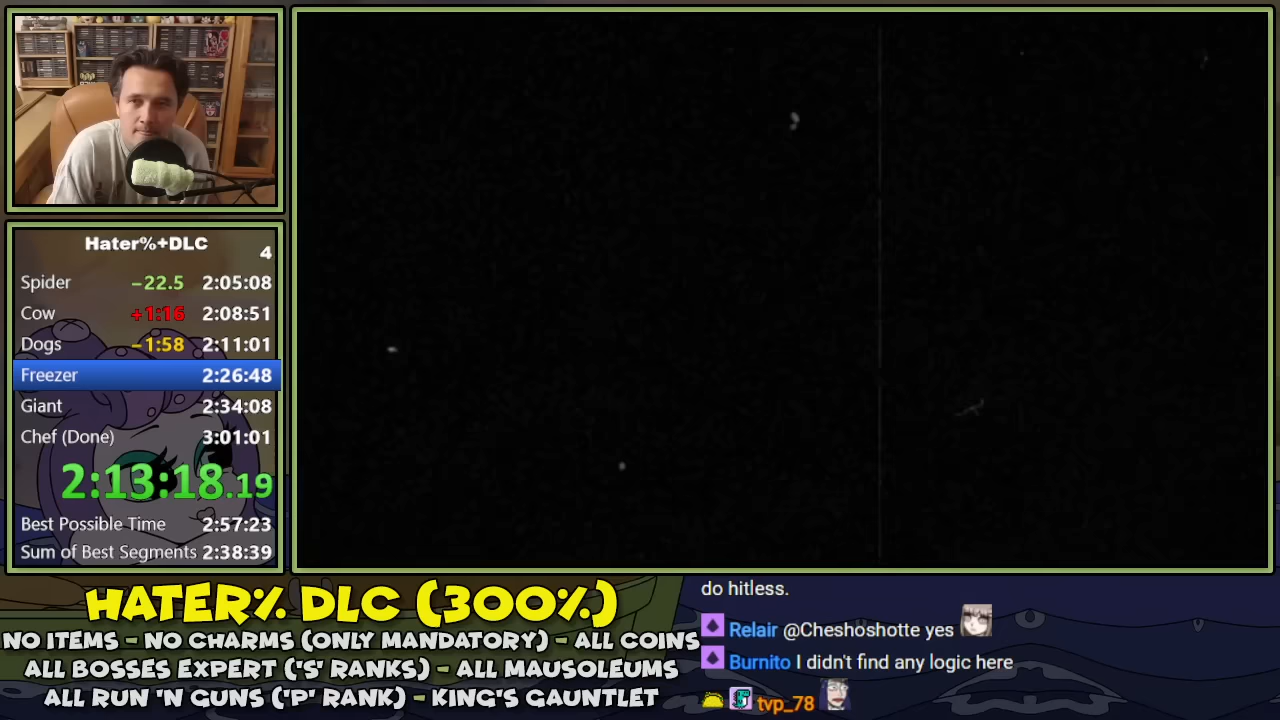 Hater%+DLC
4
Spider -22.5 2:05:08
Cow +1:16 2:08:51
Dogs -1:58 2:11:01
Freezer 2:26:48
Giant 2:34:08
Chef (Done) 3:01:01
2:13:18.19
Best Possible Time 2:57:23
Sum of Best Segments 2:38:39
HATER% DLC (300%)
NO ITEMS - NO CHARMS (ONLY MANDATORY) - ALL COINS
ALL BOSSES EXPERT ('S' RANKS) - ALL MAUSOLEUMS
ALL RUN 'N GUNS ('P' RANK) - KING'S GAUNTLET
do hitless.
Relair @Cheshoshotte yes
Burnito I didn't find any logic here
tvp_78